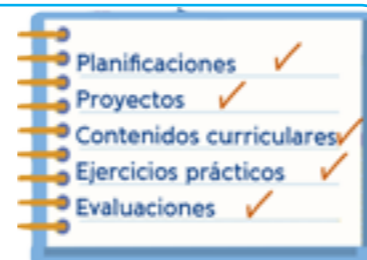 Planificaciones
Proyectos
Contenidos curriculares
Ejercicios prácticos
Evaluaciones